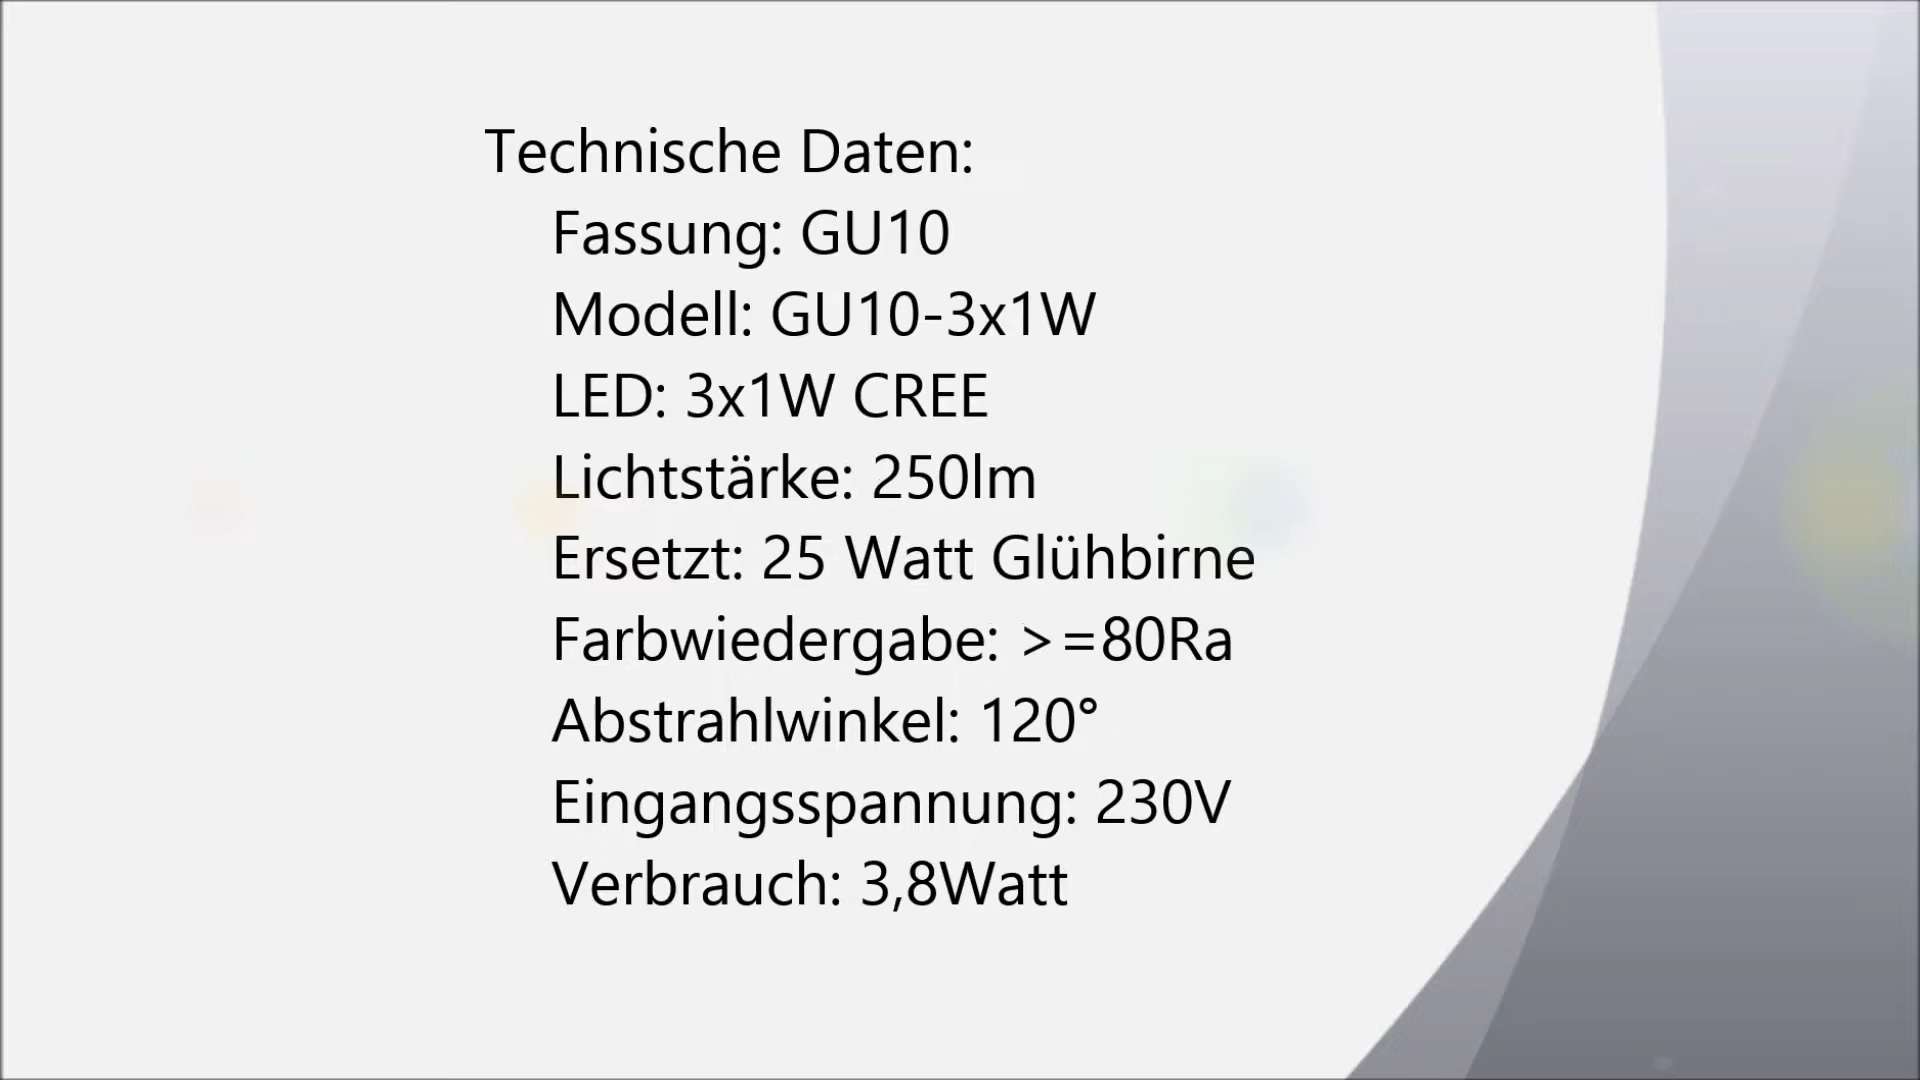 Technische Daten:
Fassung: GU10
Modell: GU10-3x1W
LED: 3x1W CREE
Lichtstärke: 250lm
Ersetzt: 25 Watt Glühbirne
Farbwiedergabe: >=80Ra
Abstrahlwinkel: 120°
Eingangsspannung: 230V
Verbrauch: 3,8Watt